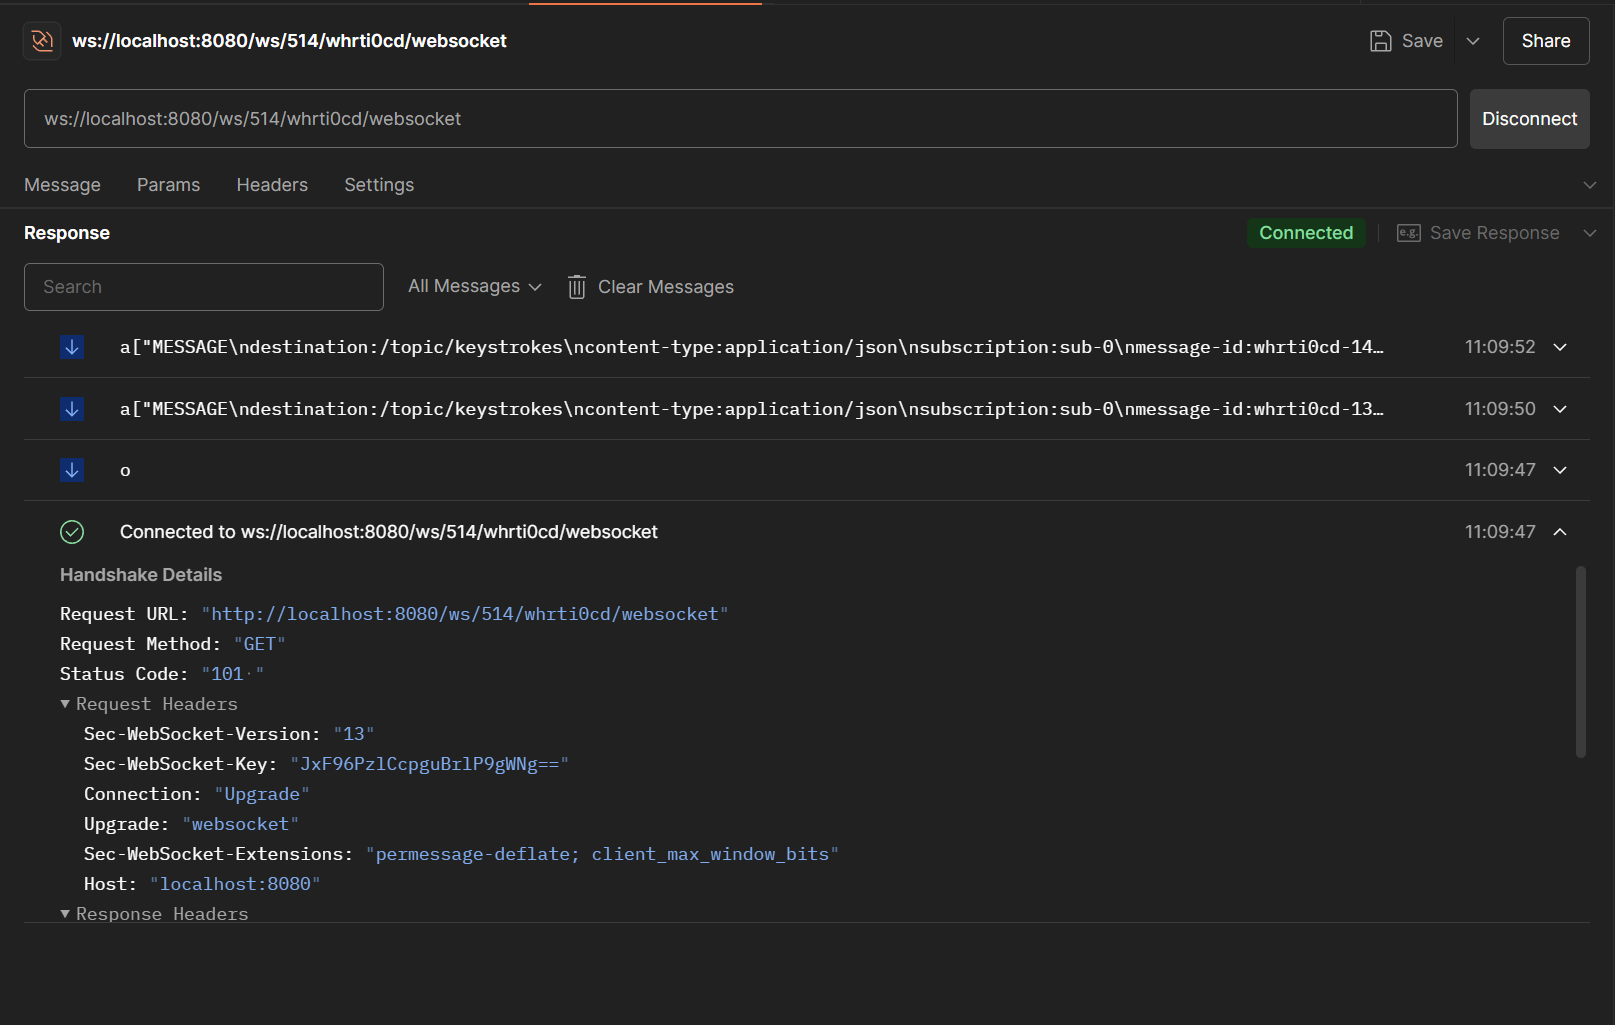 ws://localhost:8080/ws/514/whrti0cd/websocket
Save
Share
ws://localhost:8080/ws/514/whrti0cd/websocket
Disconnect
Message Params Headers Settings
Response
Connected
e.g. Save Response
Search
All Messages
Clear Messages
a["MESSAGE\ndestination:/topic/keystrokes\ncontent-type:application/json\nsubscription:sub-0\nmessage-id:whrti0cd-14… 11:09:52
a["MESSAGE\ndestination:/topic/keystrokes\ncontent-type:application/json\nsubscription:sub-0\nmessage-id:whrti0cd-13… 11:09:50
o 11:09:47
Connected to ws://localhost:8080/ws/514/whrti0cd/websocket 11:09:47
Handshake Details
Request URL: "http://localhost:8080/ws/514/whrti0cd/websocket"
Request Method: "GET"
Status Code: "101·"
Request Headers
Sec-WebSocket-Version: "13"
Sec-WebSocket-Key: "JxF96PzlCcpguBrlP9gWNg=="
Connection: "Upgrade"
Upgrade: "websocket"
Sec-WebSocket-Extensions: "permessage-deflate; client_max_window_bits"
Host: "localhost:8080"
Response Headers